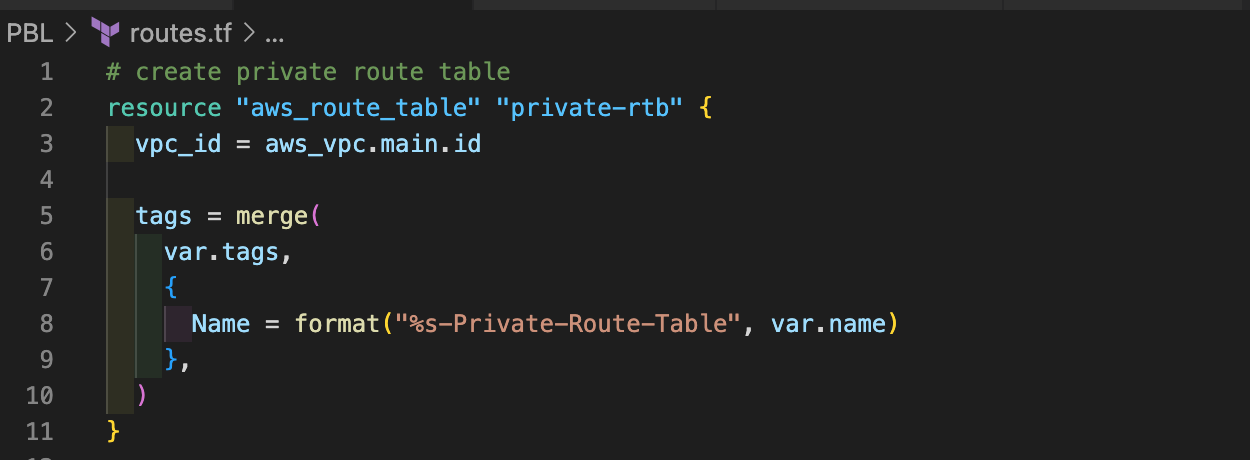 PBL > routes.tf > ...
1 # create private route table
2 resource "aws_route_table" "private-rtb" {
3   vpc_id = aws_vpc.main.id
4
5   tags = merge(
6     var.tags,
7     {
8       Name = format("%s-Private-Route-Table", var.name)
9     },
10   )
11 }